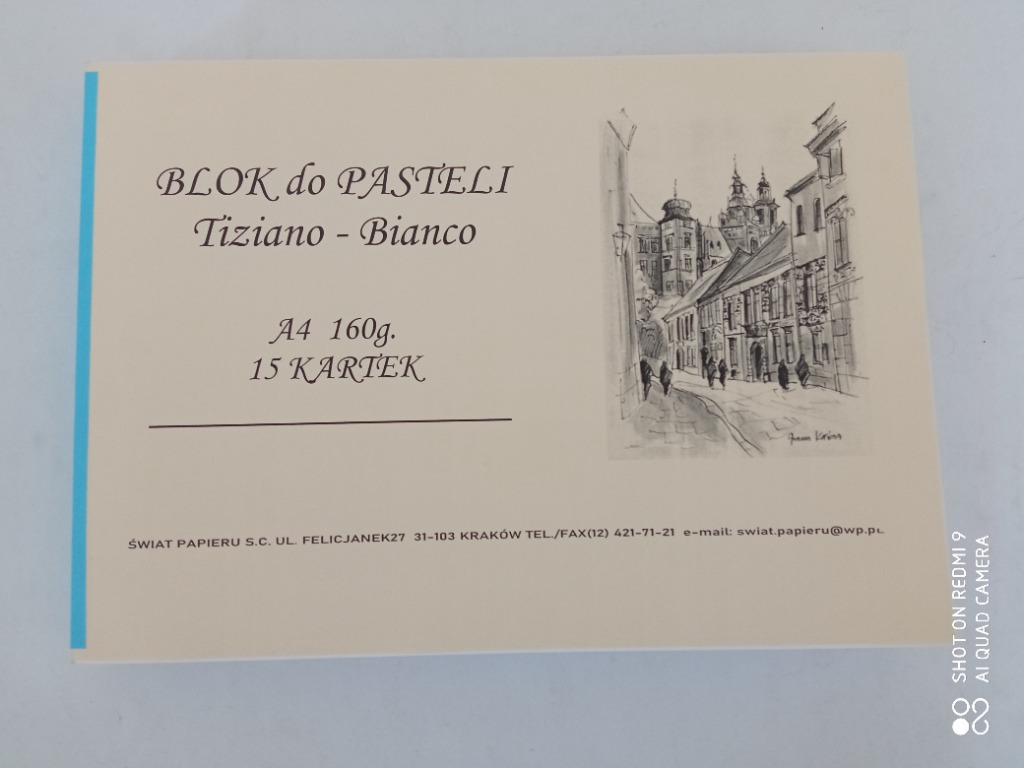 BLOK do PASTELI
Tiziano - Bianco
A4 160g.
15 KARTEK
ŚWIAT PAPIERU S.C. UL. FELICJANEK27 31-103 KRAKÓW TEL./FAX(12) 421-71-21 e-mail: swiat.papieru@wp.pl
SHOT ON REDMI 9
AI QUAD CAMERA